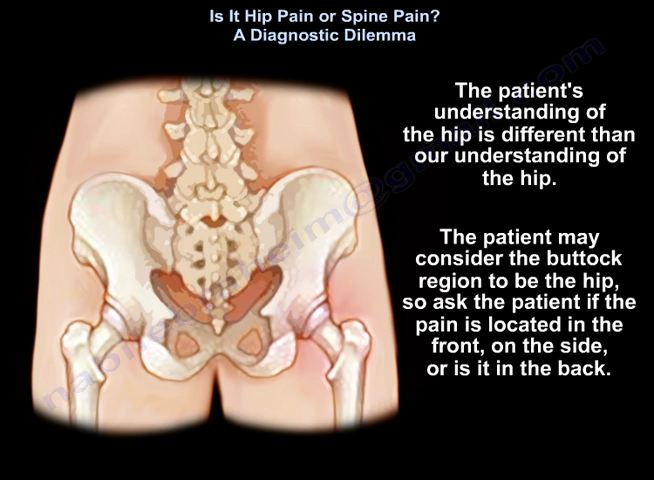 Is It Hip Pain or Spine Pain?
A Diagnostic Dilemma
The patient's
understanding of
the hip is different than
our understanding of
the hip.
The patient may
consider the buttock
region to be the hip,
so ask the patient if the
pain is located in the
front, on the side,
or is it in the back.